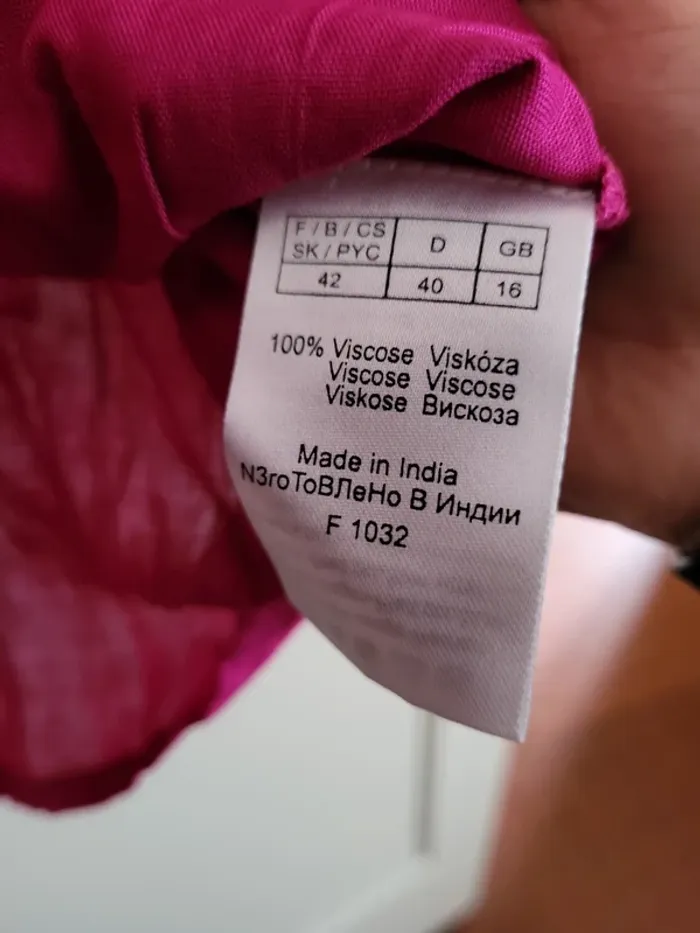 F / B / CS D GB
SK / PYC
42 40 16
100% Viscose Viskóza
Viscose Viscose
Viskose Вискоза
Made in India
N3гоТоВЛеНо В Индии
F 1032